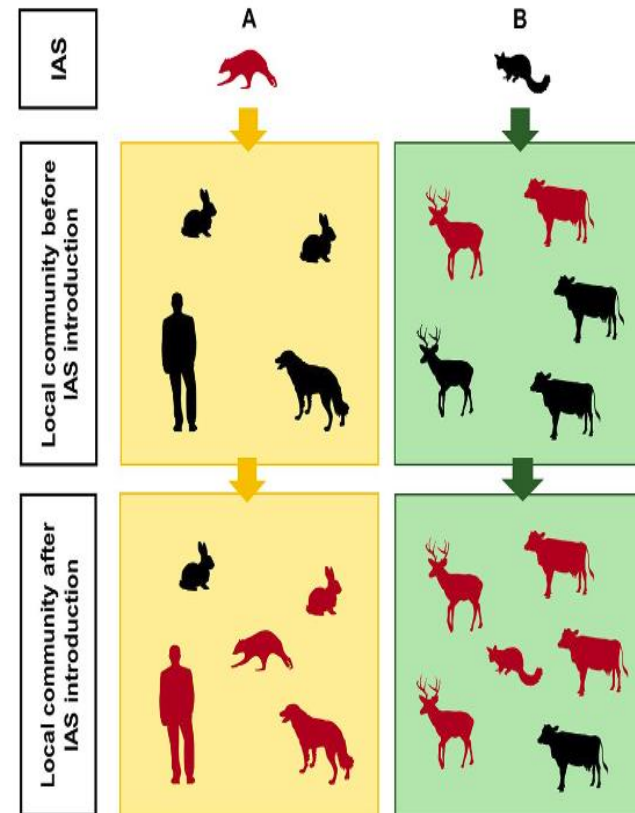 A
B
IAS
Local community before
IAS introduction
Local community after
IAS introduction